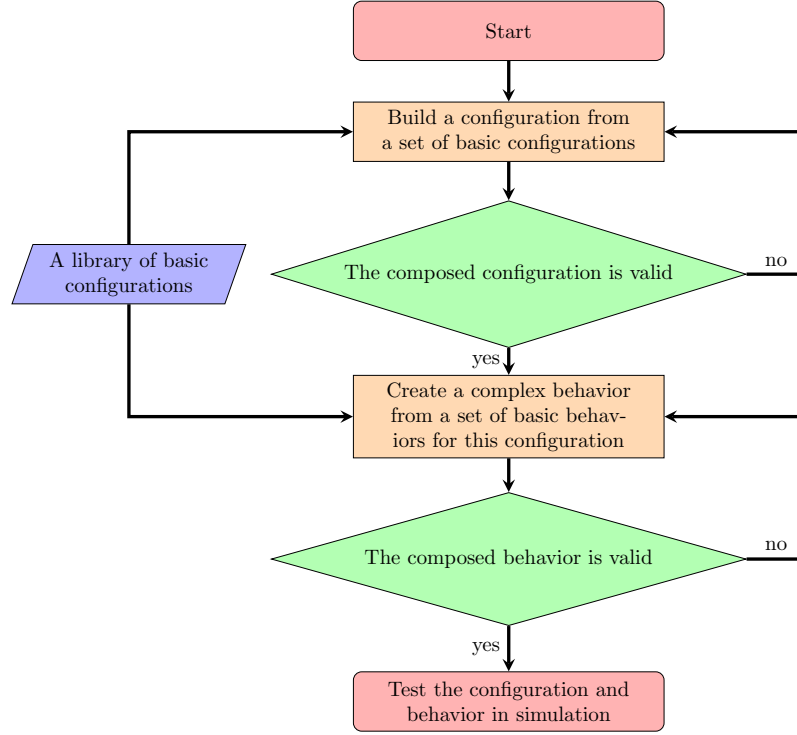 Start
Build a configuration from
a set of basic configurations
A library of basic
configurations
The composed configuration is valid
no
yes
Create a complex behavior
from a set of basic behav-
iors for this configuration
The composed behavior is valid
no
yes
Test the configuration and
behavior in simulation